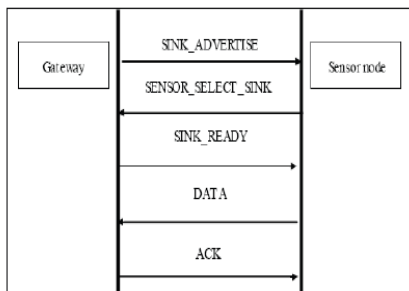 SINK_ADVERTISE
Gateway
Sensor node
SENSOR_SELECT_SINK
SINK_READY
DATA
ACK